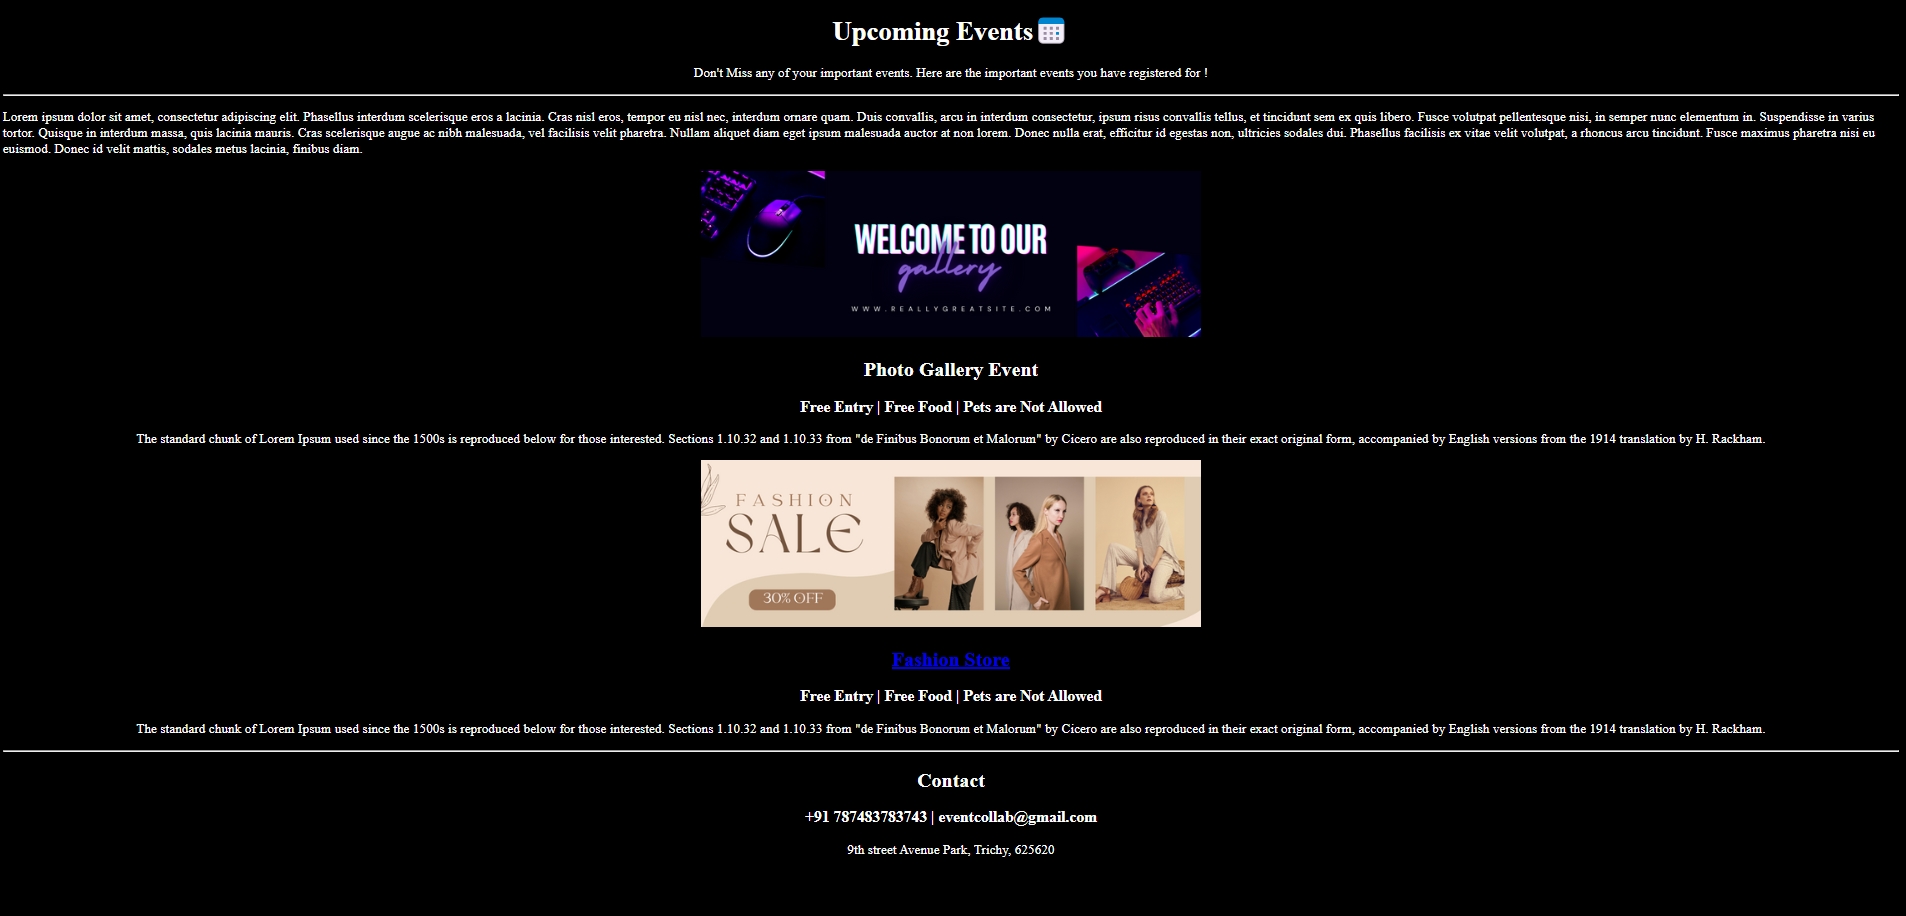 Upcoming Events
Don't Miss any of your important events. Here are the important events you have registered for !
Lorem ipsum dolor sit amet, consectetur adipiscing elit. Phasellus interdum scelerisque eros a lacinia. Cras nisl eros, tempor eu nisl nec, interdum ornare quam. Duis convallis, arcu in interdum consectetur, ipsum risus convallis tellus, et tincidunt sem ex quis libero. Fusce volutpat pellentesque nisi, in semper nunc elementum in. Suspendisse in varius
tortor. Quisque in interdum massa, quis lacinia mauris. Cras scelerisque augue ac nibh malesuada, vel facilisis velit pharetra. Nullam aliquet diam eget ipsum malesuada auctor at non lorem. Donec nulla erat, efficitur id egestas non, ultricies sodales dui. Phasellus facilisis ex vitae velit volutpat, a rhoncus arcu tincidunt. Fusce maximus pharetra nisi eu
euismod. Donec id velit mattis, sodales metus lacinia, finibus diam.
WELCOME TO OUR
gallery
WWW.REALLYGREATSITE.COM
Photo Gallery Event
Free Entry | Free Food | Pets are Not Allowed
The standard chunk of Lorem Ipsum used since the 1500s is reproduced below for those interested. Sections 1.10.32 and 1.10.33 from "de Finibus Bonorum et Malorum" by Cicero are also reproduced in their exact original form, accompanied by English versions from the 1914 translation by H. Rackham.
FASHION
SALE
30% OFF
Fashion Store
Free Entry | Free Food | Pets are Not Allowed
The standard chunk of Lorem Ipsum used since the 1500s is reproduced below for those interested. Sections 1.10.32 and 1.10.33 from "de Finibus Bonorum et Malorum" by Cicero are also reproduced in their exact original form, accompanied by English versions from the 1914 translation by H. Rackham.
Contact
+91 787483783743 | eventcollab@gmail.com
9th street Avenue Park, Trichy, 625620